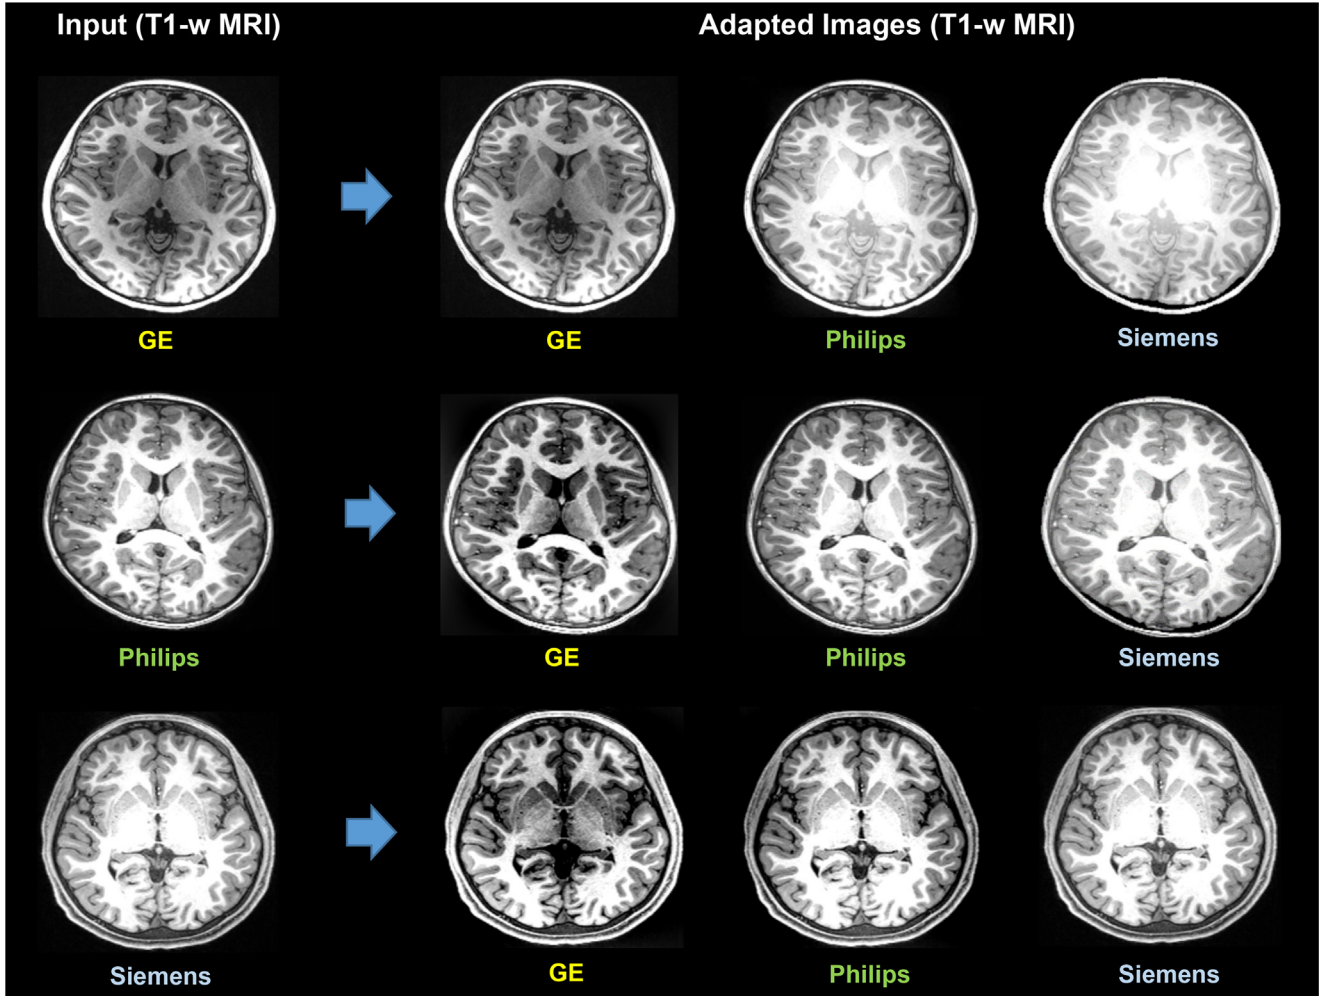 Input (T1-w MRI)
Adapted Images (T1-w MRI)
GE
GE
Philips
Siemens
Philips
GE
Philips
Siemens
Siemens
GE
Philips
Siemens